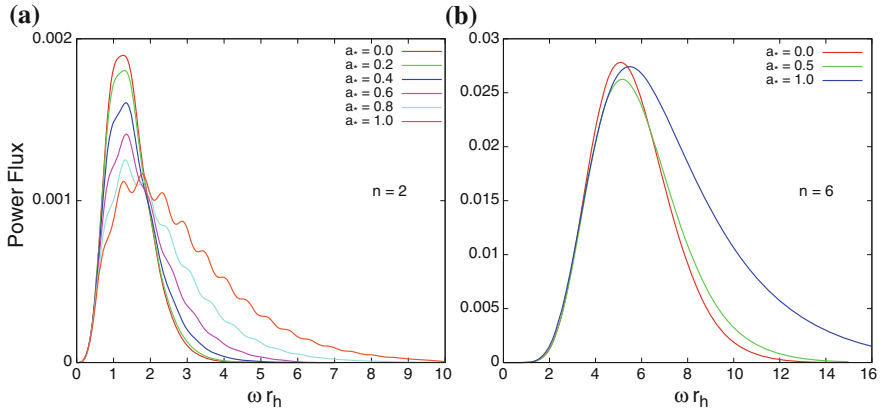 (a)
0.002
0.001
0
Power Flux
a* = 0.0
a* = 0.2
a* = 0.4
a* = 0.6
a* = 0.8
a* = 1.0
n = 2
0 1 2 3 4 5 6 7 8 9 10
ω r_h
(b)
0.03
0.025
0.02
0.015
0.01
0.005
0
a* = 0.0
a* = 0.5
a* = 1.0
n = 6
0 2 4 6 8 10 12 14 16
ω r_h